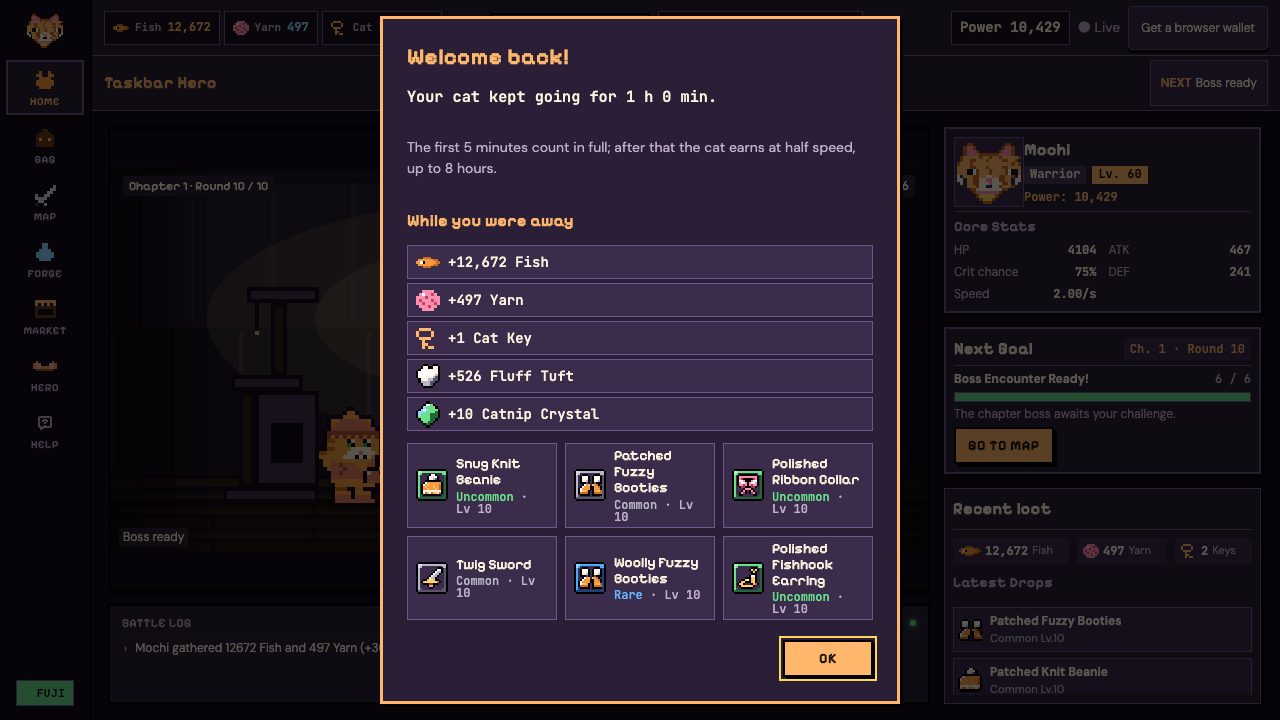 Fish 12,672
Yarn 497
Cat
Power 10,429
Live
Get a browser wallet
HOME
BAG
MAP
FORGE
MARKET
HERO
HELP
FUJI
Taskbar Hero
NEXT Boss ready
Chapter 1 · Round 10 / 10
6
Boss ready
BATTLE LOG
› Mochi gathered 12672 Fish and 497 Yarn (+3
Welcome back!
Your cat kept going for 1 h 0 min.
The first 5 minutes count in full; after that the cat earns at half speed,
up to 8 hours.
While you were away
+12,672 Fish
+497 Yarn
+1 Cat Key
+526 Fluff Tuft
+10 Catnip Crystal
Snug Knit
Beanie
Uncommon ·
Lv 10
Patched
Fuzzy
Booties
Common · Lv
10
Polished
Ribbon Collar
Uncommon ·
Lv 10
Twig Sword
Common · Lv
10
Woolly Fuzzy
Booties
Rare · Lv 10
Polished
Fishhook
Earring
Uncommon ·
Lv 10
OK
Mochi
Warrior Lv. 60
Power: 10,429
Core Stats
HP 4104 ATK 467
Crit chance 75% DEF 241
Speed 2.00/s
Next Goal Ch. 1 · Round 10
Boss Encounter Ready! 6 / 6
The chapter boss awaits your challenge.
GO TO MAP
Recent loot
12,672 Fish 497 Yarn 2 Keys
Latest Drops
Patched Fuzzy Booties
Common Lv.10
Patched Knit Beanie
Common Lv.10